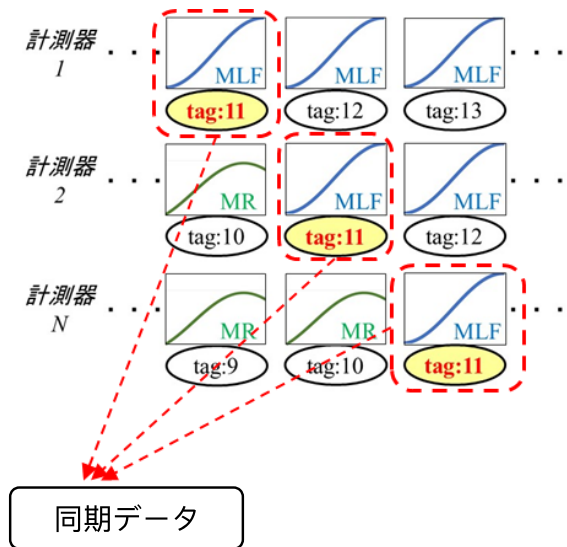 計測器
1
・・・
MLF
MLF
MLF
・・・
tag:11
tag:12
tag:13
計測器
2
・・・
MR
MLF
MLF
・・・
tag:10
tag:11
tag:12
計測器
N
・・・
MR
MR
MLF
・・・
tag:9
tag:10
tag:11
同期データ